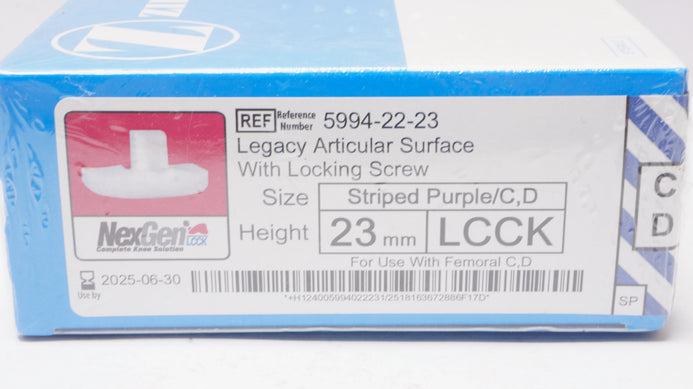 Z
REF Reference Number 5994-22-23
Legacy Articular Surface
With Locking Screw
Size Striped Purple/C,D
Height 23 mm LCCK
For Use With Femoral C,D
NexGen LCCK
Complete Knee Solution
Use by 2025-06-30
*+H124005994022231/2518163672886F17D*
C
D
SP